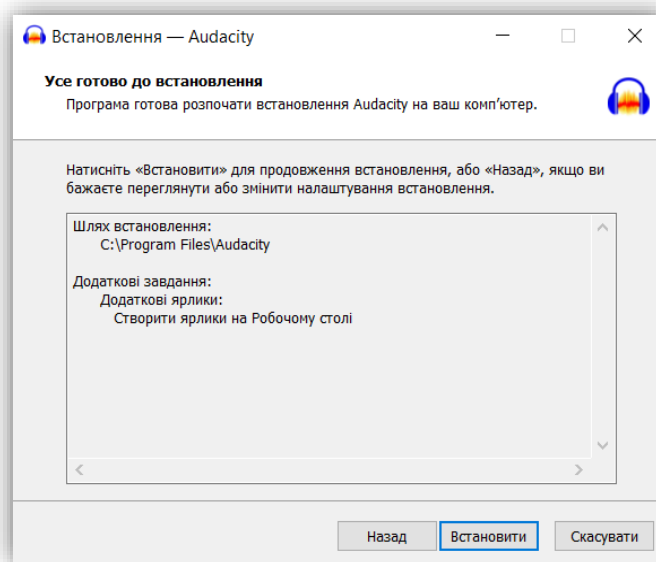 Встановлення — Audacity
Усе готово до встановлення
Програма готова розпочати встановлення Audacity на ваш комп’ютер.
Натисніть «Встановити» для продовження встановлення, або «Назад», якщо ви
бажаєте переглянути або змінити налаштування встановлення.
Шлях встановлення:
C:\Program Files\Audacity
Додаткові завдання:
Додаткові ярлики:
Створити ярлики на Робочому столі
Назад
Встановити
Скасувати